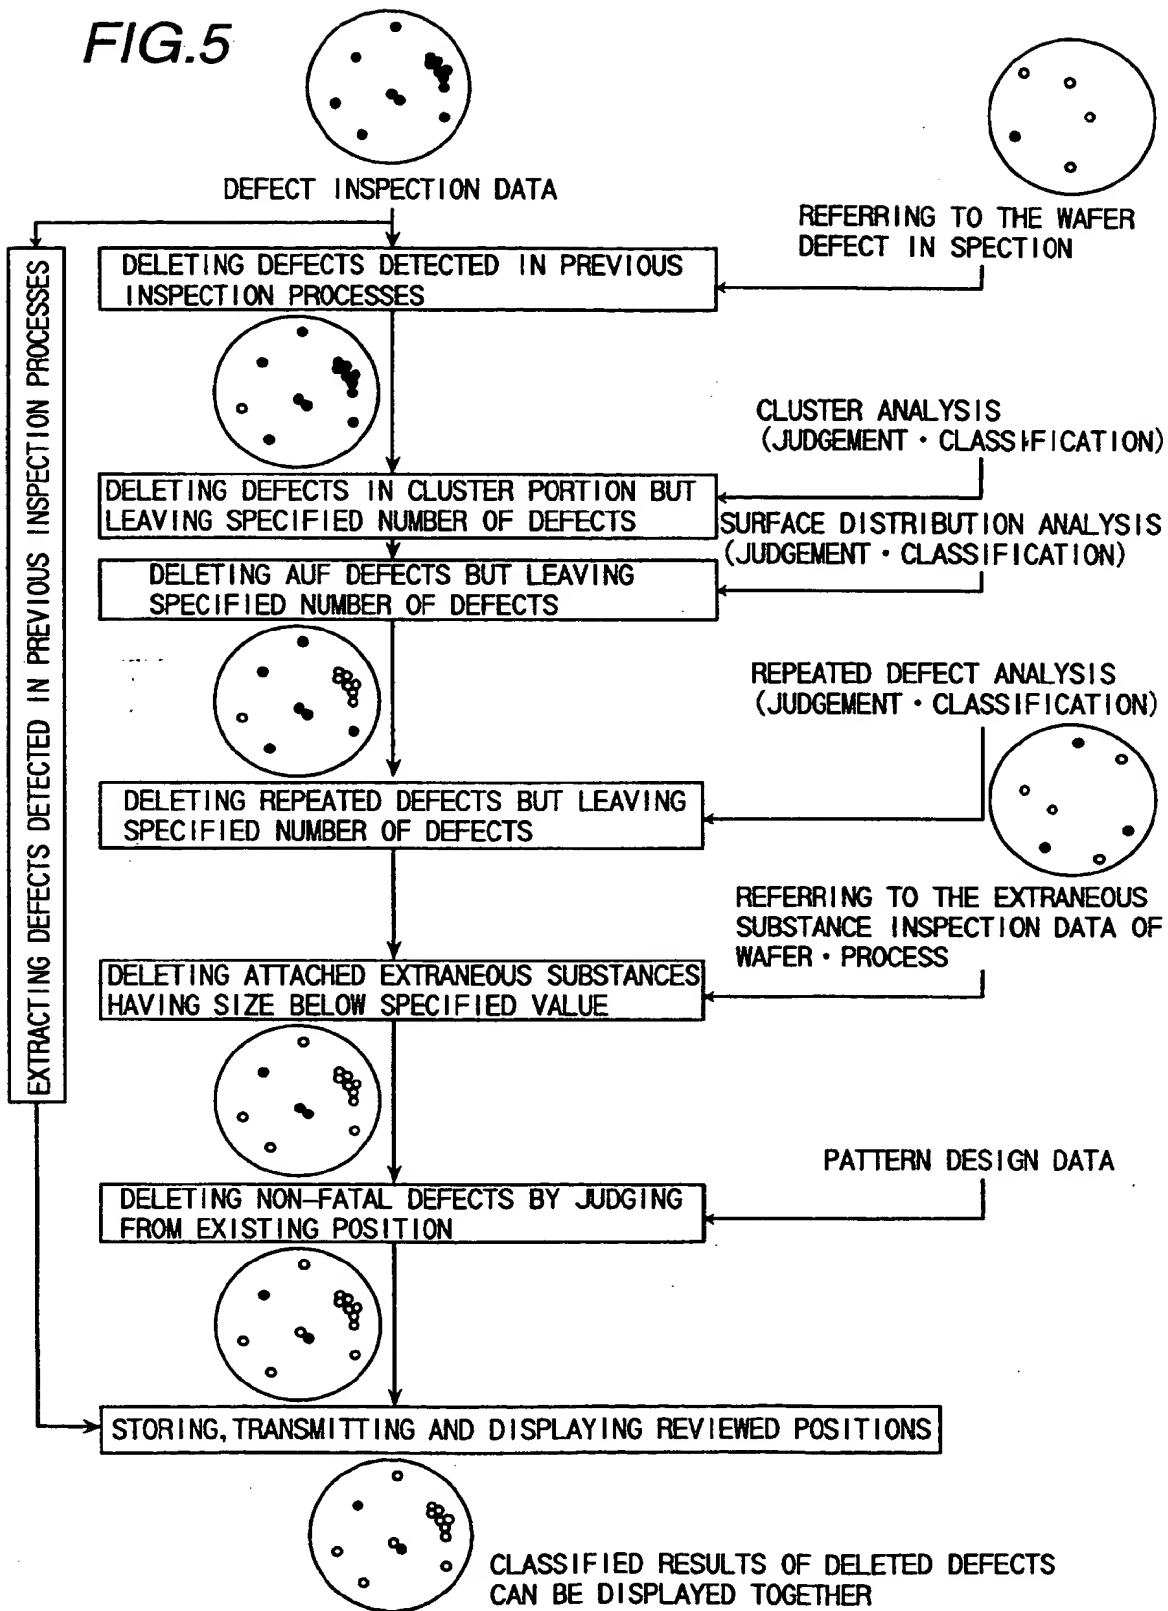 FIG.5
DEFECT INSPECTION DATA
REFERRING TO THE WAFER
DEFECT IN SPECTION
EXTRACTING DEFECTS DETECTED IN PREVIOUS INSPECTION PROCESSES
DELETING DEFECTS DETECTED IN PREVIOUS
INSPECTION PROCESSES
CLUSTER ANALYSIS
(JUDGEMENT・CLASSIFICATION)
DELETING DEFECTS IN CLUSTER PORTION BUT
LEAVING SPECIFIED NUMBER OF DEFECTS
SURFACE DISTRIBUTION ANALYSIS
(JUDGEMENT・CLASSIFICATION)
DELETING AUF DEFECTS BUT LEAVING
SPECIFIED NUMBER OF DEFECTS
REPEATED DEFECT ANALYSIS
(JUDGEMENT・CLASSIFICATION)
DELETING REPEATED DEFECTS BUT LEAVING
SPECIFIED NUMBER OF DEFECTS
REFERRING TO THE EXTRANEOUS
SUBSTANCE INSPECTION DATA OF
WAFER・PROCESS
DELETING ATTACHED EXTRANEOUS SUBSTANCES
HAVING SIZE BELOW SPECIFIED VALUE
PATTERN DESIGN DATA
DELETING NON-FATAL DEFECTS BY JUDGING
FROM EXISTING POSITION
STORING, TRANSMITTING AND DISPLAYING REVIEWED POSITIONS
CLASSIFIED RESULTS OF DELETED DEFECTS
CAN BE DISPLAYED TOGETHER